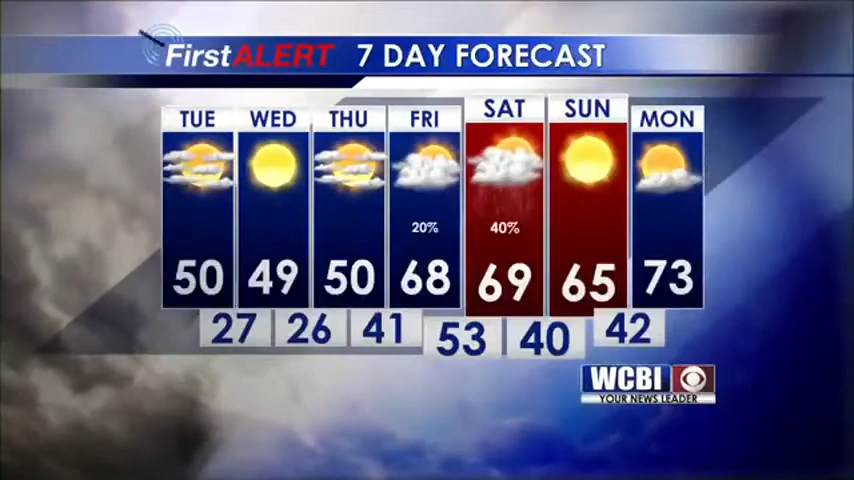 FirstALERT 7 DAY FORECAST
TUE WED THU FRI SAT SUN MON
20% 40%
50 49 50 68 69 65 73
27 26 41 53 40 42
WCBI
YOUR NEWS LEADER